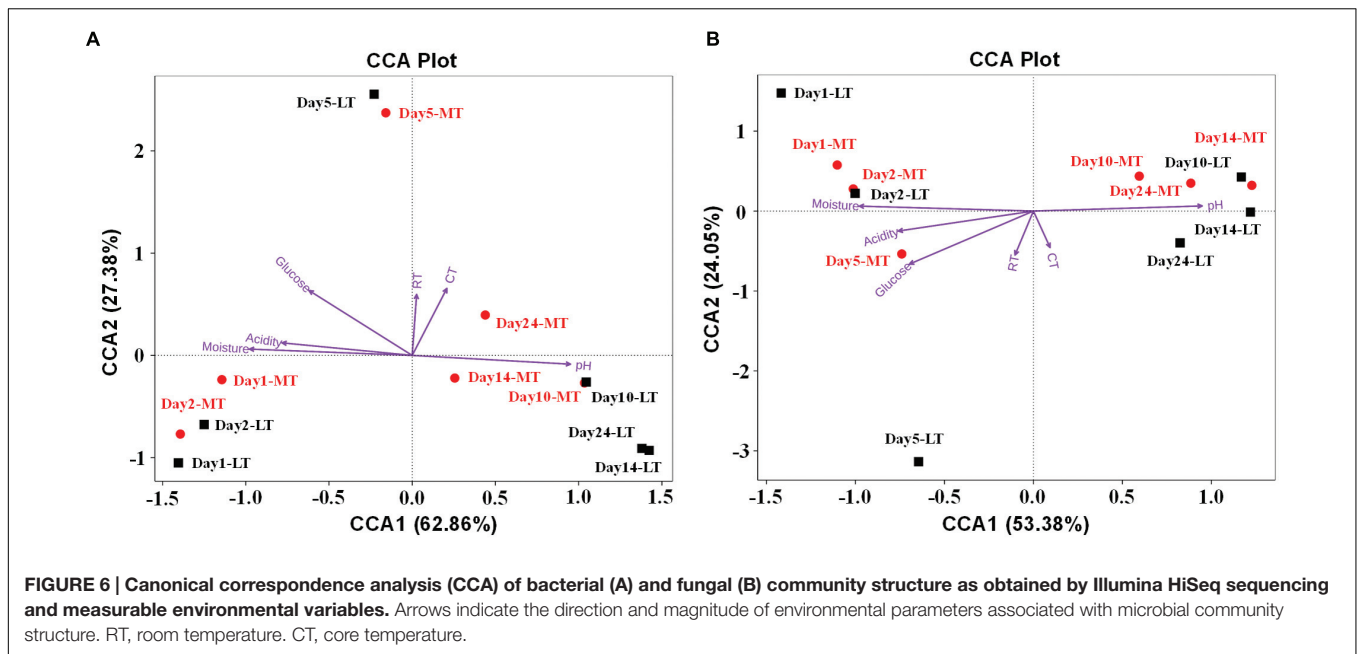 A
CCA Plot
Day5-LT
Day5-MT
Glucose
RT
CT
Day24-MT
Acidity
Moisture
pH
Day1-MT
Day14-MT
Day2-MT
Day10-MT
Day10-LT
Day2-LT
Day24-LT
Day1-LT
Day14-LT
2
1
0
-1
CCA2 (27.38%)
-1.5
-1.0
-0.5
0.0
0.5
1.0
1.5
CCA1 (62.86%)
B
CCA Plot
Day1-LT
Day1-MT
Day14-MT
Day2-MT
Day10-MT
Day10-LT
Day2-LT
Day24-MT
Moisture
pH
Acidity
Day14-LT
Day5-MT
Glucose
RT
CT
Day24-LT
Day5-LT
1
0
-1
-2
-3
CCA2 (24.05%)
-1.5
-1.0
-0.5
0.0
0.5
1.0
CCA1 (53.38%)
FIGURE 6 | Canonical correspondence analysis (CCA) of bacterial (A) and fungal (B) community structure as obtained by Illumina HiSeq sequencing
and measurable environmental variables. Arrows indicate the direction and magnitude of environmental parameters associated with microbial community
structure. RT, room temperature. CT, core temperature.